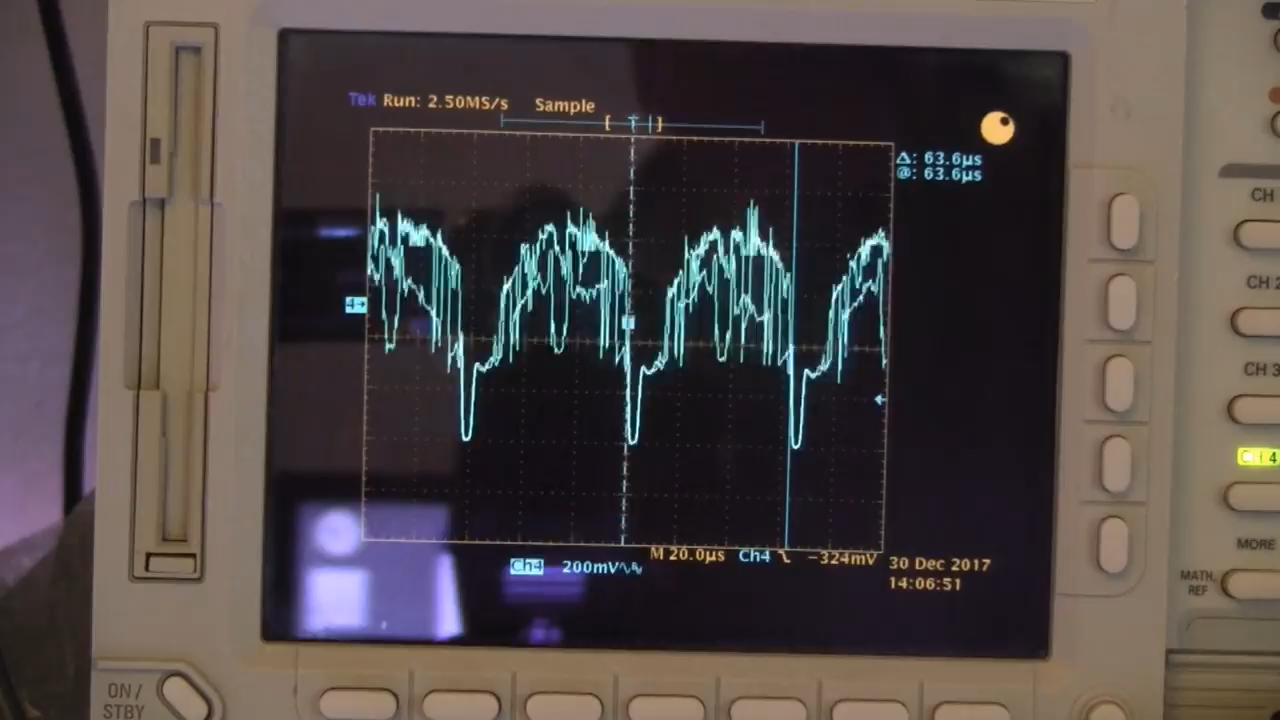 Tek Run: 2.50MS/s Sample
Δ: 63.6µs
@: 63.6µs
4
Ch4 200mV
M 20.0µs Ch4 -324mV
30 Dec 2017
14:06:51
CH
CH 2
CH 3
CH 4
MORE
MATH
REF
ON /
STBY